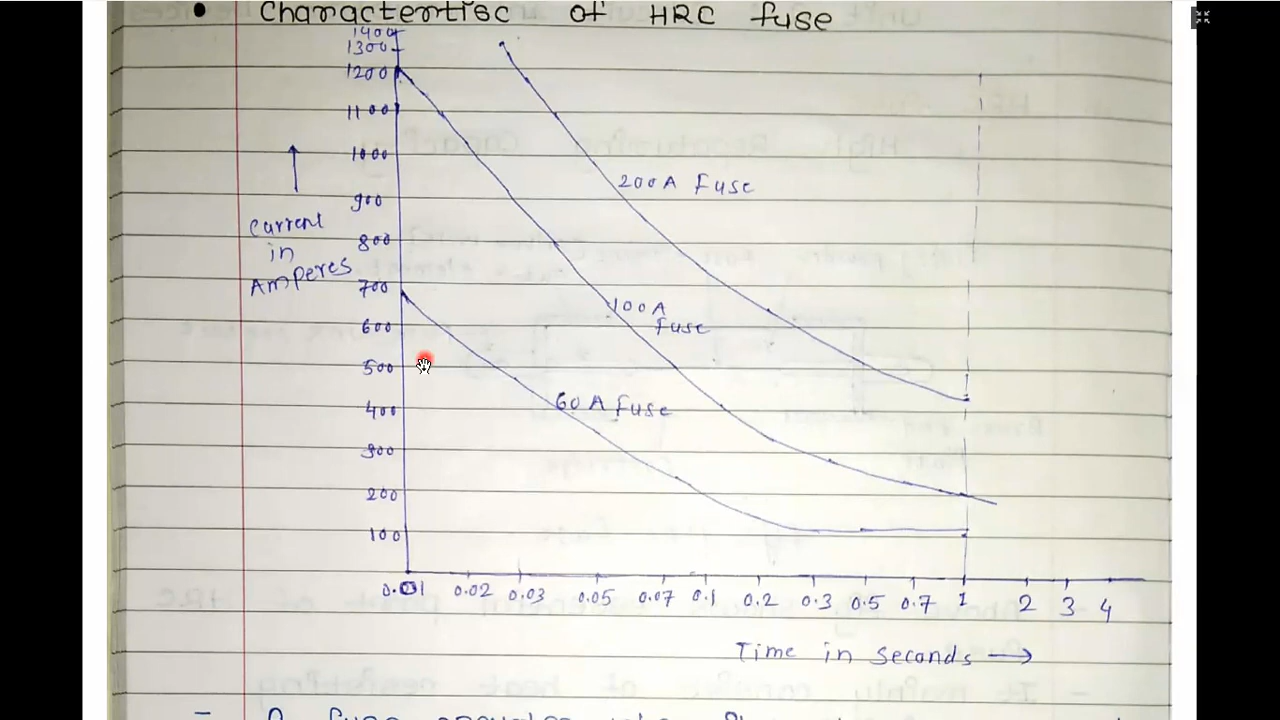 • Charactertisc of HRC fuse
1400
1300
1200
1100
1000
900
800
700
600
500
400
300
200
100
Current
in
Amperes
200A Fuse
100A
Fuse
60A fuse
0.01 0.02 0.03 0.05 0.07 0.1 0.2 0.3 0.5 0.7 1 2 3 4
Time in seconds →